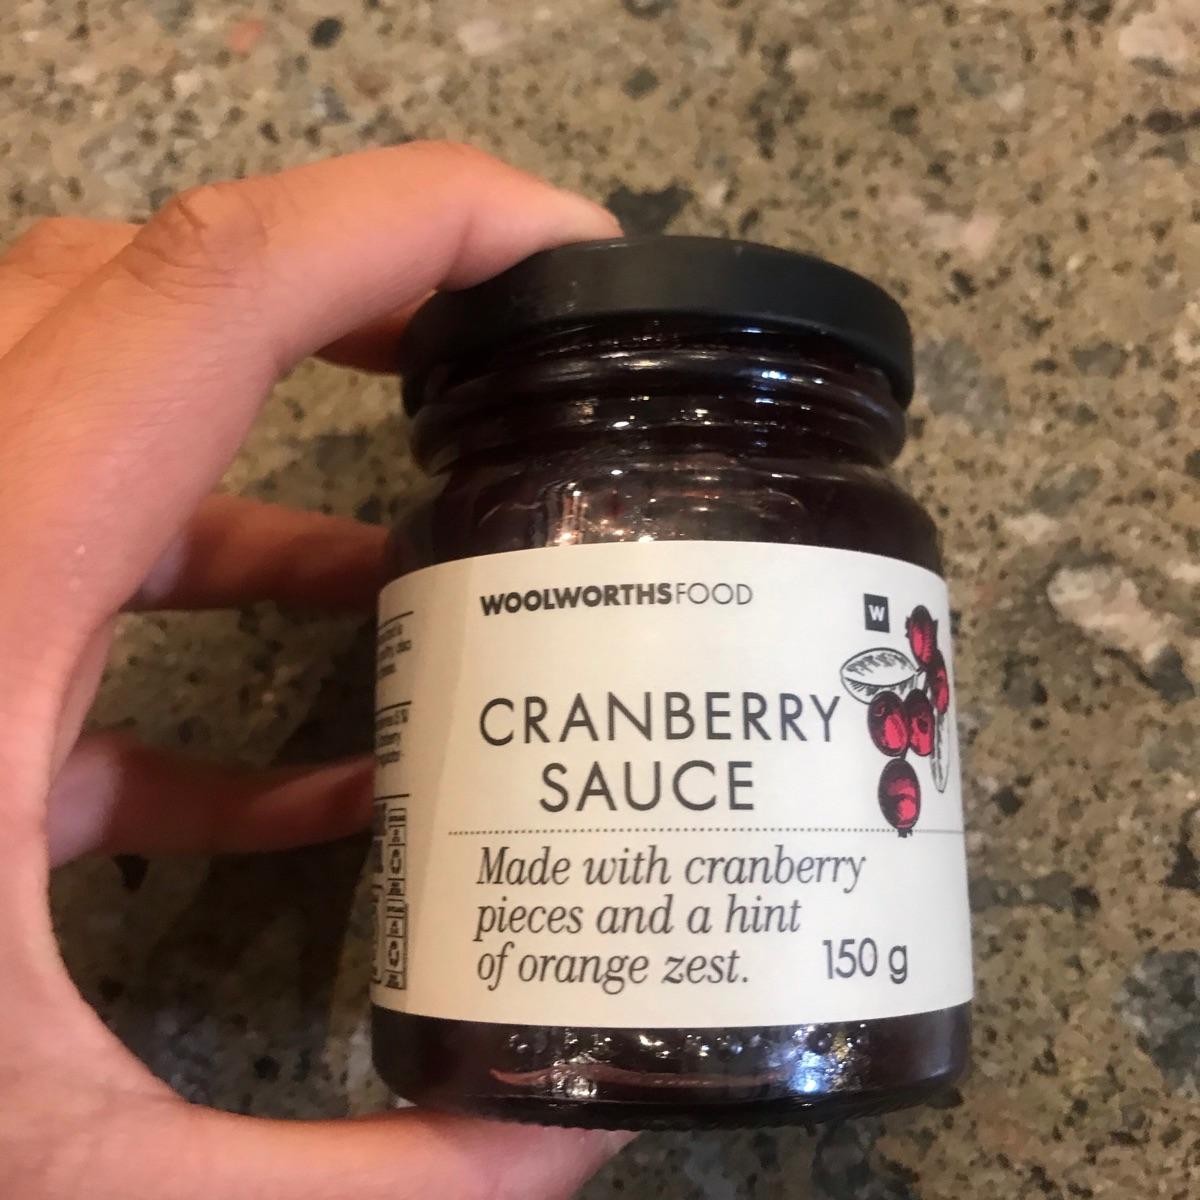 WOOLWORTHSFOOD
W
CRANBERRY
SAUCE
Made with cranberry
pieces and a hint
of orange zest.
150 g